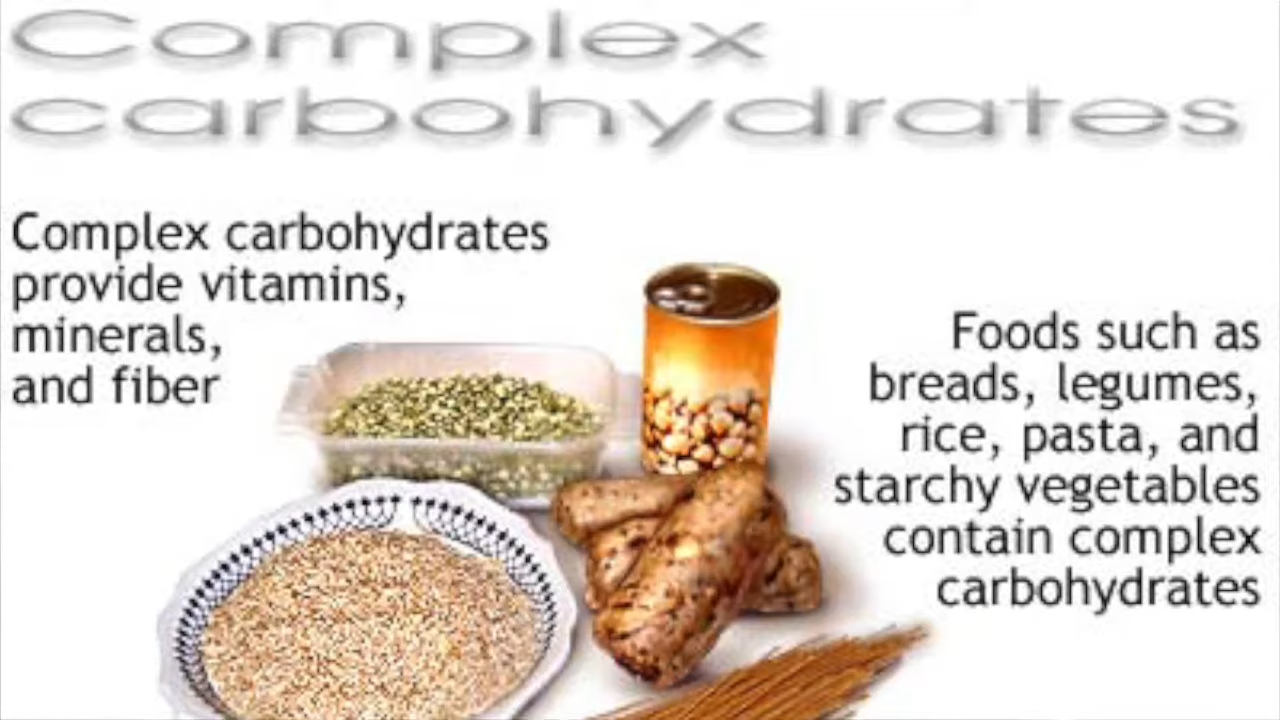 Complex
carbohydrates
Complex carbohydrates
provide vitamins,
minerals,
and fiber
Foods such as
breads, legumes,
rice, pasta, and
starchy vegetables
contain complex
carbohydrates